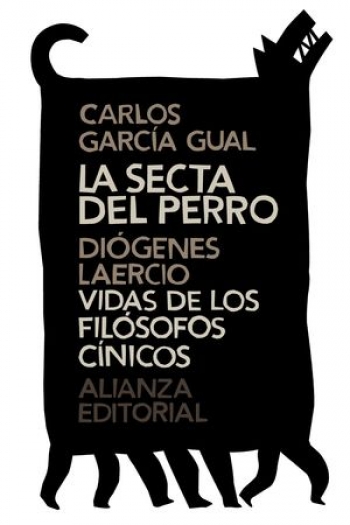 CARLOS
GARCÍA GUAL
LA SECTA
DEL PERRO
DIÓGENES
LAERCIO
VIDAS DE LOS
FILÓSOFOS
CÍNICOS
ALIANZA
EDITORIAL